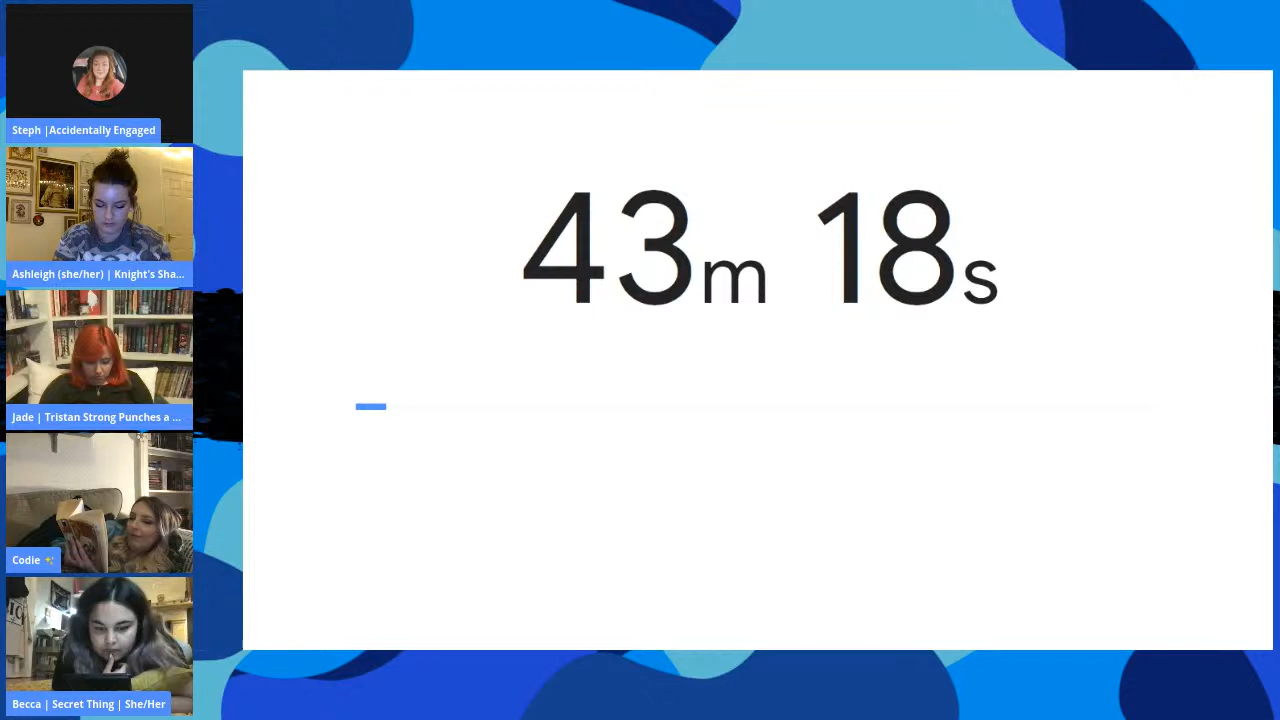 Steph |Accidentally Engaged
43m 18s
Ashleigh (she/her) | Knight's Sha...
Jade | Tristan Strong Punches a ...
Codie ✨
Becca | Secret Thing | She/Her